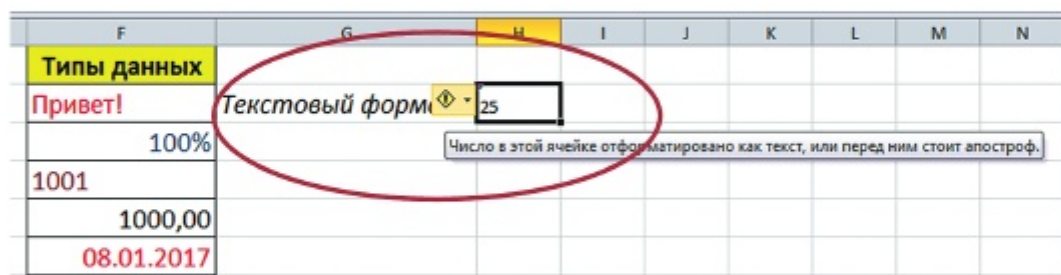 F G H I J K L M N
Типы данных
Привет! Текстовый форм 25
100% Число в этой ячейке отформатировано как текст, или перед ним стоит апостроф.
1001
1000,00
08.01.2017